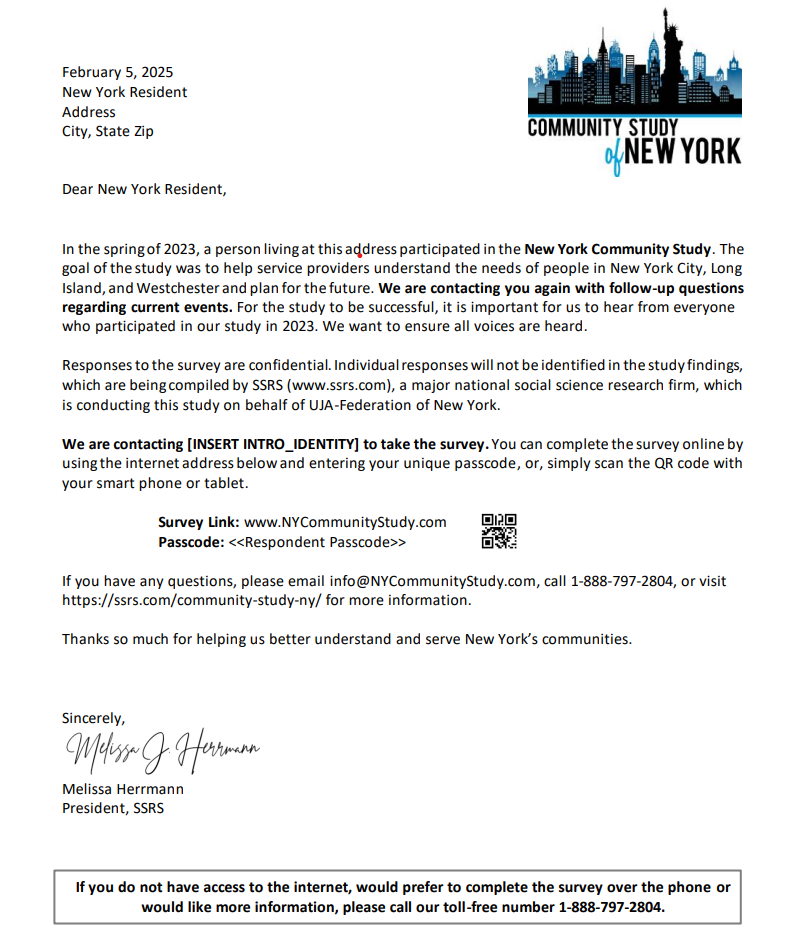 February 5, 2025
New York Resident
Address
City, State Zip
COMMUNITY STUDY
of NEW YORK
Dear New York Resident,
In the spring of 2023, a person living at this address participated in the New York Community Study. The
goal of the study was to help service providers understand the needs of people in New York City, Long
Island, and Westchester and plan for the future. We are contacting you again with follow-up questions
regarding current events. For the study to be successful, it is important for us to hear from everyone
who participated in our study in 2023. We want to ensure all voices are heard.
Responses to the survey are confidential. Individual responses will not be identified in the study findings,
which are being compiled by SSRS (www.ssrs.com), a major national social science research firm, which
is conducting this study on behalf of UJA-Federation of New York.
We are contacting [INSERT INTRO_IDENTITY] to take the survey. You can complete the survey online by
using the internet address below and entering your unique passcode, or, simply scan the QR code with
your smart phone or tablet.
Survey Link: www.NYCommunityStudy.com
Passcode: <<Respondent Passcode>>
If you have any questions, please email info@NYCommunityStudy.com, call 1-888-797-2804, or visit
https://ssrs.com/community-study-ny/ for more information.
Thanks so much for helping us better understand and serve New York’s communities.
Sincerely,
Melissa J. Herrmann
Melissa Herrmann
President, SSRS
If you do not have access to the internet, would prefer to complete the survey over the phone or
would like more information, please call our toll-free number 1-888-797-2804.